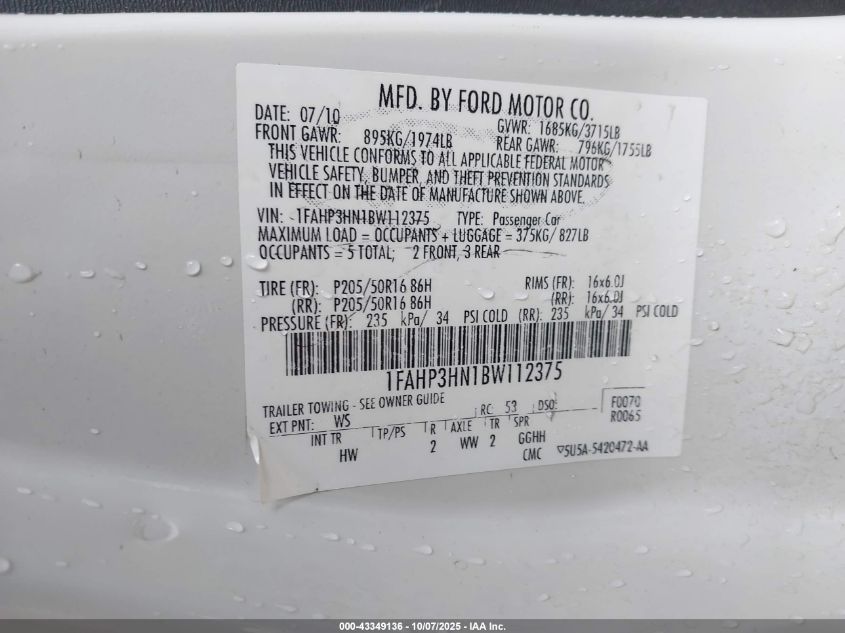 MFD. BY FORD MOTOR CO.
DATE: 07/10 GVWR: 1685KG/3715LB
FRONT GAWR: 895KG/1974LB REAR GAWR: 796KG/1755LB
THIS VEHICLE CONFORMS TO ALL APPLICABLE FEDERAL MOTOR
VEHICLE SAFETY, BUMPER, AND THEFT PREVENTION STANDARDS
IN EFFECT ON THE DATE OF MANUFACTURE SHOWN ABOVE.
VIN: 1FAHP3HN1BW112375 TYPE: Passenger Car
MAXIMUM LOAD = OCCUPANTS + LUGGAGE = 375KG/ 827LB
OCCUPANTS = 5 TOTAL; 2 FRONT, 3 REAR
TIRE (FR): P205/50R16 86H RIMS (FR): 16x6.0J
(RR): P205/50R16 86H (RR): 16x6.0J
PRESSURE (FR): 235 kPa/ 34 PSI COLD (RR): 235 kPa/ 34 PSI COLD
1FAHP3HN1BW112375
TRAILER TOWING - SEE OWNER GUIDE
EXT PNT: WS RC: 53 DSO: F0070
R0065
INT TR TP/PS R AXLE TR SPR
HW 2 WW 2 GGHH
CMC 5U5A-5420472-AA
000-43349136 - 10/07/2025 - IAA Inc.